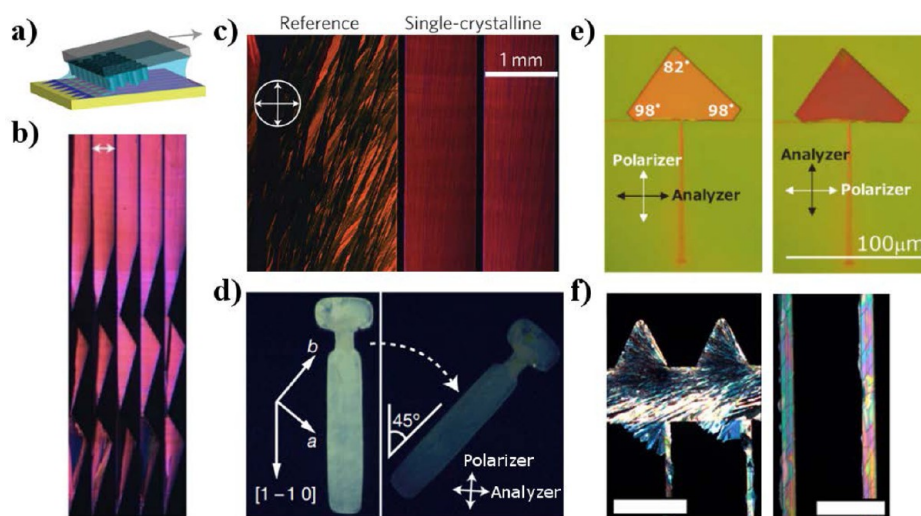 a)
b)
c)
Reference
Single-crystalline
1 mm
d)
b
a
[1 −1 0]
45°
Polarizer
Analyzer
e)
82°
98°
98°
Polarizer
Analyzer
Analyzer
Polarizer
100μm
f)